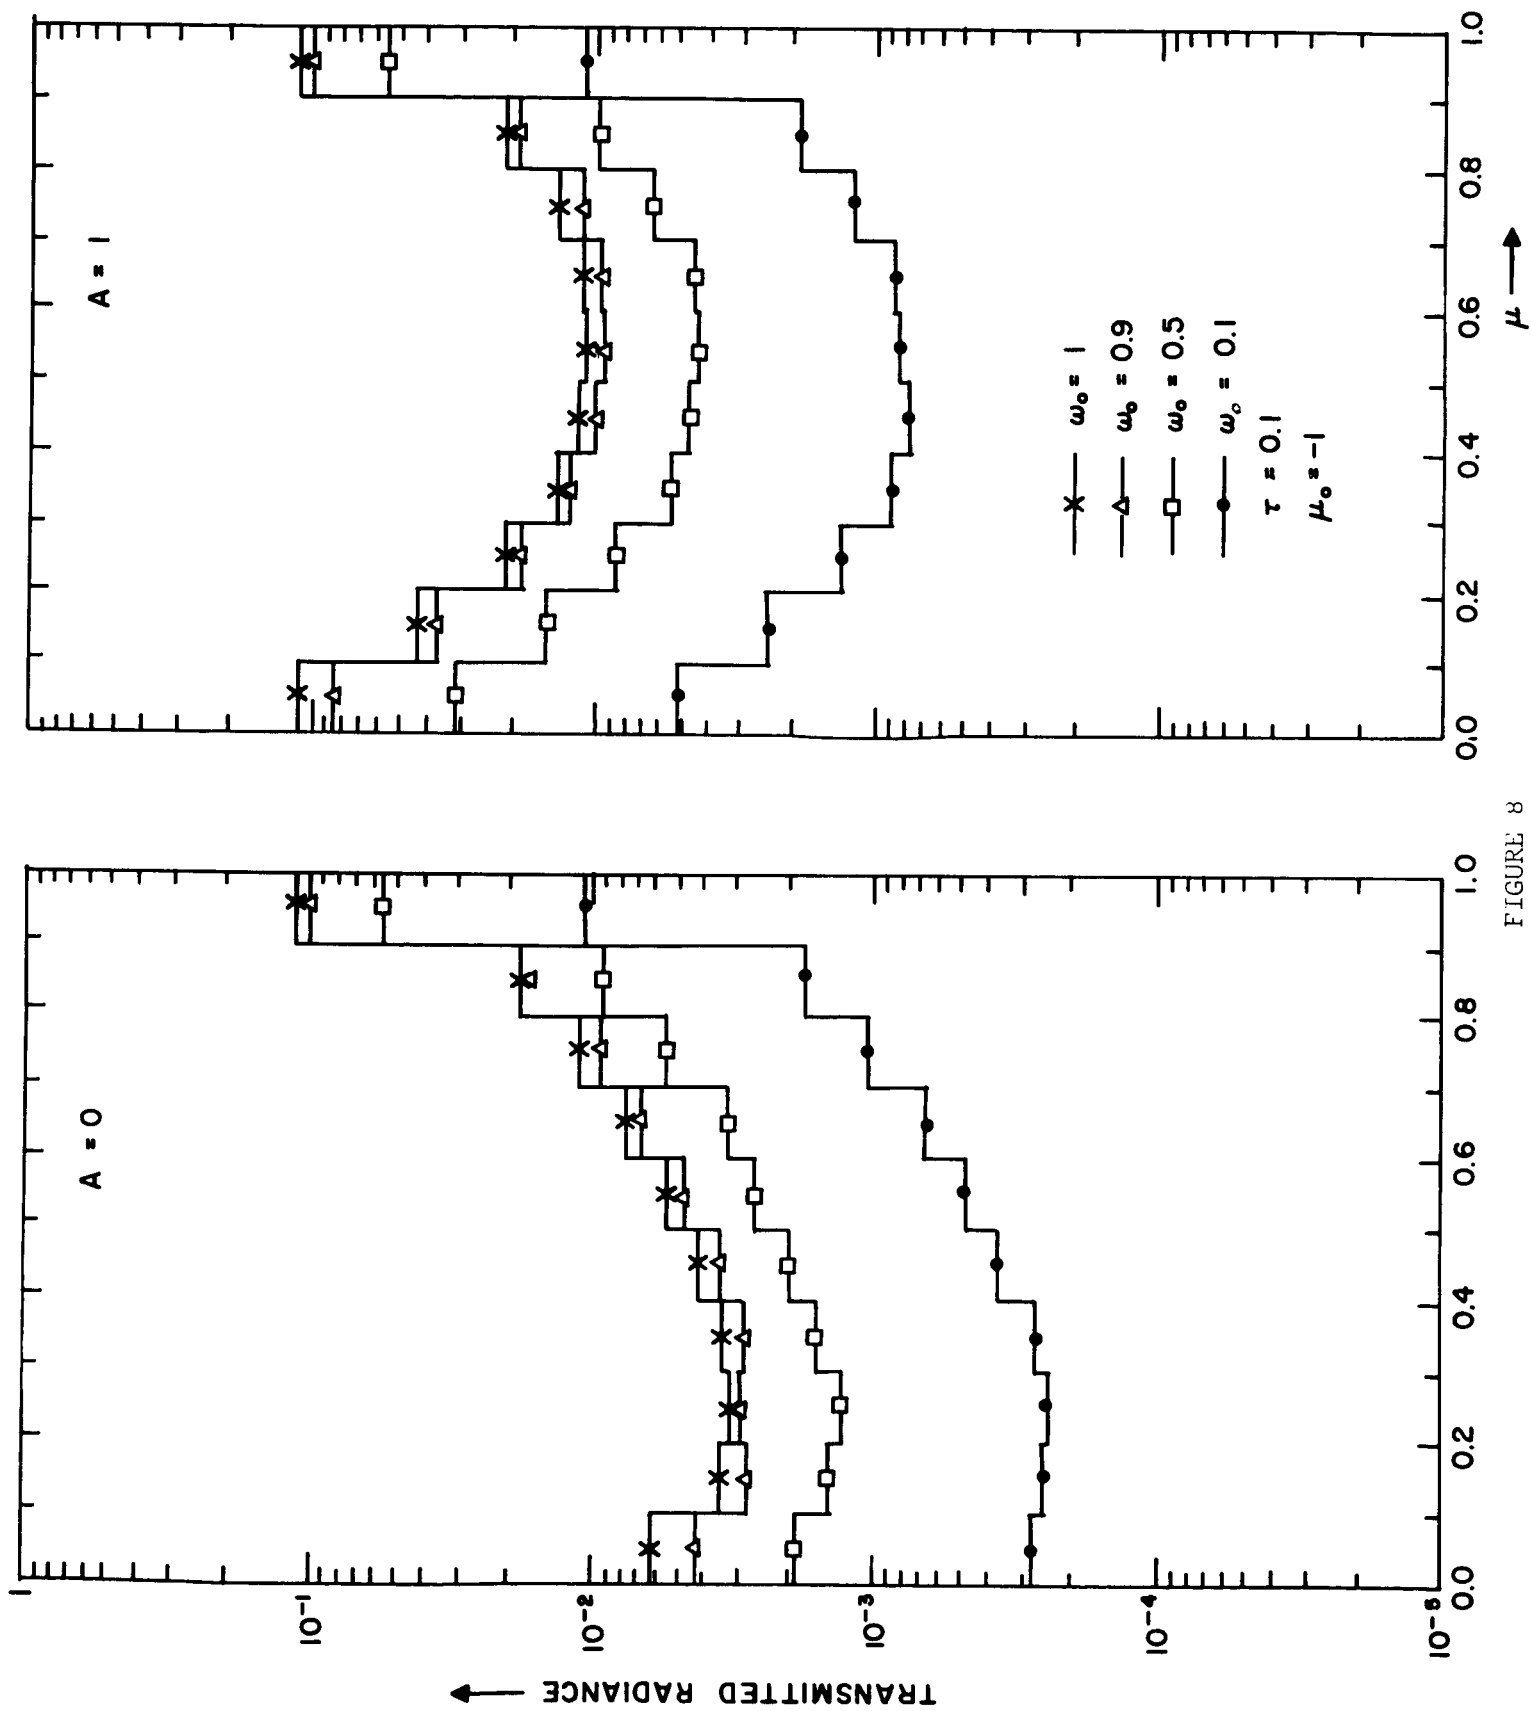 A = 0
A = 1
1
10⁻¹
10⁻²
10⁻³
10⁻⁴
10⁻⁵
TRANSMITTED RADIANCE
0.0 0.2 0.4 0.6 0.8 1.0
0.0 0.2 0.4 0.6 0.8 1.0
μ
ω₀ = 1
ω₀ = 0.9
ω₀ = 0.5
ω₀ = 0.1
τ = 0.1
μ₀ = -1
FIGURE 8